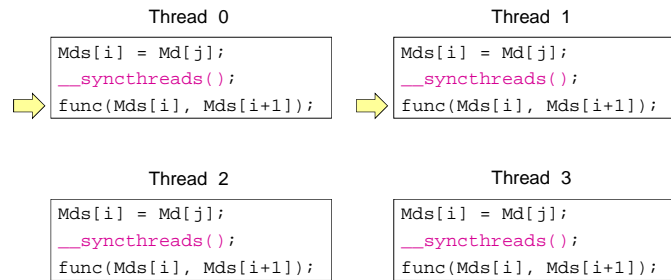 Thread 0
Mds[i] = Md[j];
__syncthreads();
func(Mds[i], Mds[i+1]);
Thread 1
Mds[i] = Md[j];
__syncthreads();
func(Mds[i], Mds[i+1]);
Thread 2
Mds[i] = Md[j];
__syncthreads();
func(Mds[i], Mds[i+1]);
Thread 3
Mds[i] = Md[j];
__syncthreads();
func(Mds[i], Mds[i+1]);